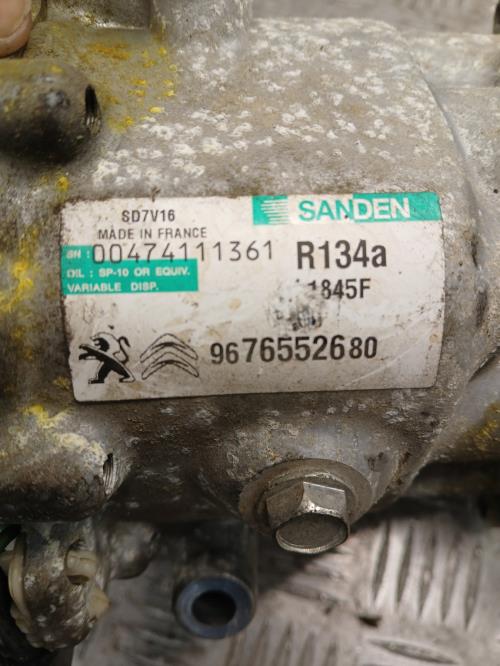 SD7V16
SANDEN
MADE IN FRANCE
SN: 00474111361
R134a
OIL: SP-10 OR EQUIV.
VARIABLE DISP.
1845F
9676552680